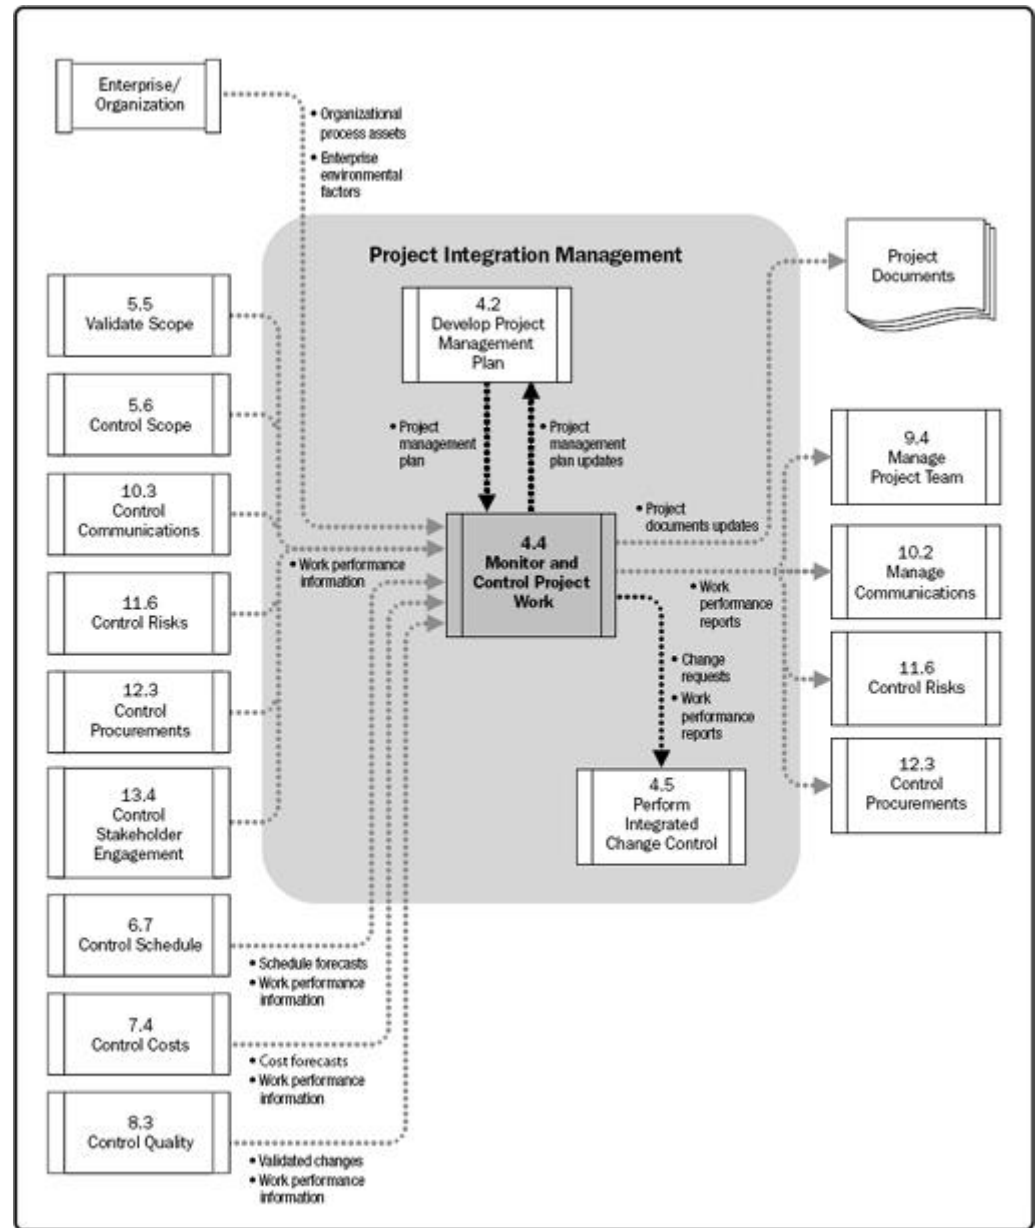 Enterprise/
Organization
• Organizational
process assets
• Enterprise
environmental
factors
Project Integration Management
Project
Documents
4.2
Develop Project
Management
Plan
5.5
Validate Scope
5.6
Control Scope
• Project
management
plan
• Project
management
plan updates
9.4
Manage
Project Team
10.3
Control
Communications
• Project
documents updates
4.4
Monitor and
Control Project
Work
• Work performance
information
10.2
Manage
Communications
• Work
performance
reports
11.6
Control Risks
• Change
requests
• Work
performance
reports
11.6
Control Risks
12.3
Control
Procurements
12.3
Control
Procurements
4.5
Perform
Integrated
Change Control
13.4
Control
Stakeholder
Engagement
6.7
Control Schedule
• Schedule forecasts
• Work performance
information
7.4
Control Costs
• Cost forecasts
• Work performance
information
8.3
Control Quality
• Validated changes
• Work performance
information